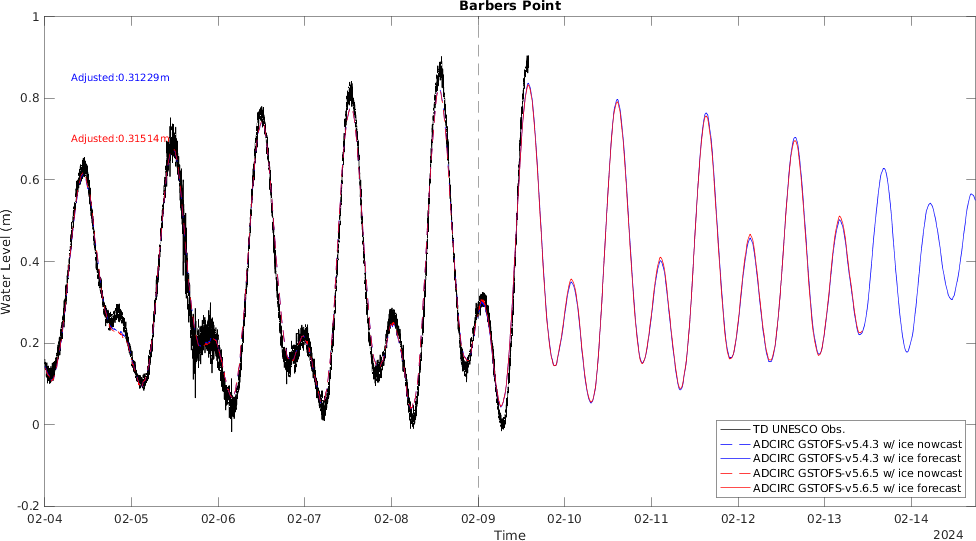 Barbers Point
1
0.8
0.6
0.4
0.2
0
-0.2
Water Level (m)
Adjusted:0.31229m
Adjusted:0.31514m
TD UNESCO Obs.
ADCIRC GSTOFS-v5.4.3 w/ ice nowcast
ADCIRC GSTOFS-v5.4.3 w/ ice forecast
ADCIRC GSTOFS-v5.6.5 w/ ice nowcast
ADCIRC GSTOFS-v5.6.5 w/ ice forecast
02-04 02-05 02-06 02-07 02-08 02-09 02-10 02-11 02-12 02-13 02-14
Time
2024